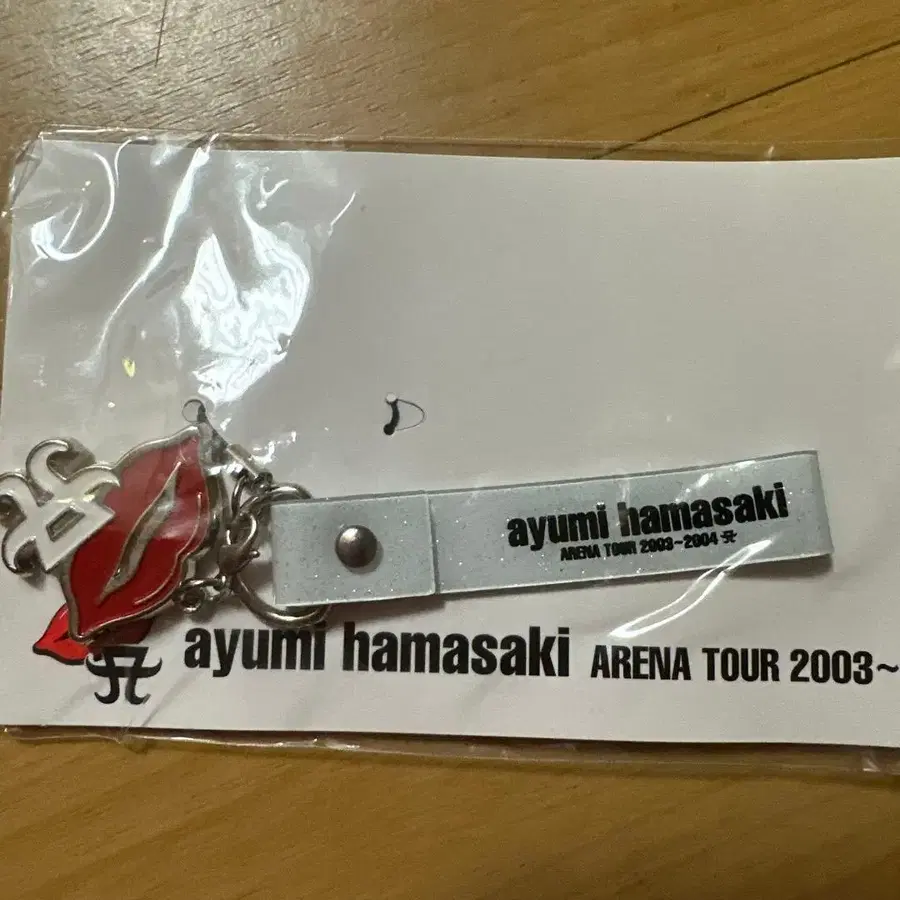 ayumi hamasaki
ARENA TOUR 2003~2004 A
ayumi hamasaki ARENA TOUR 2003~